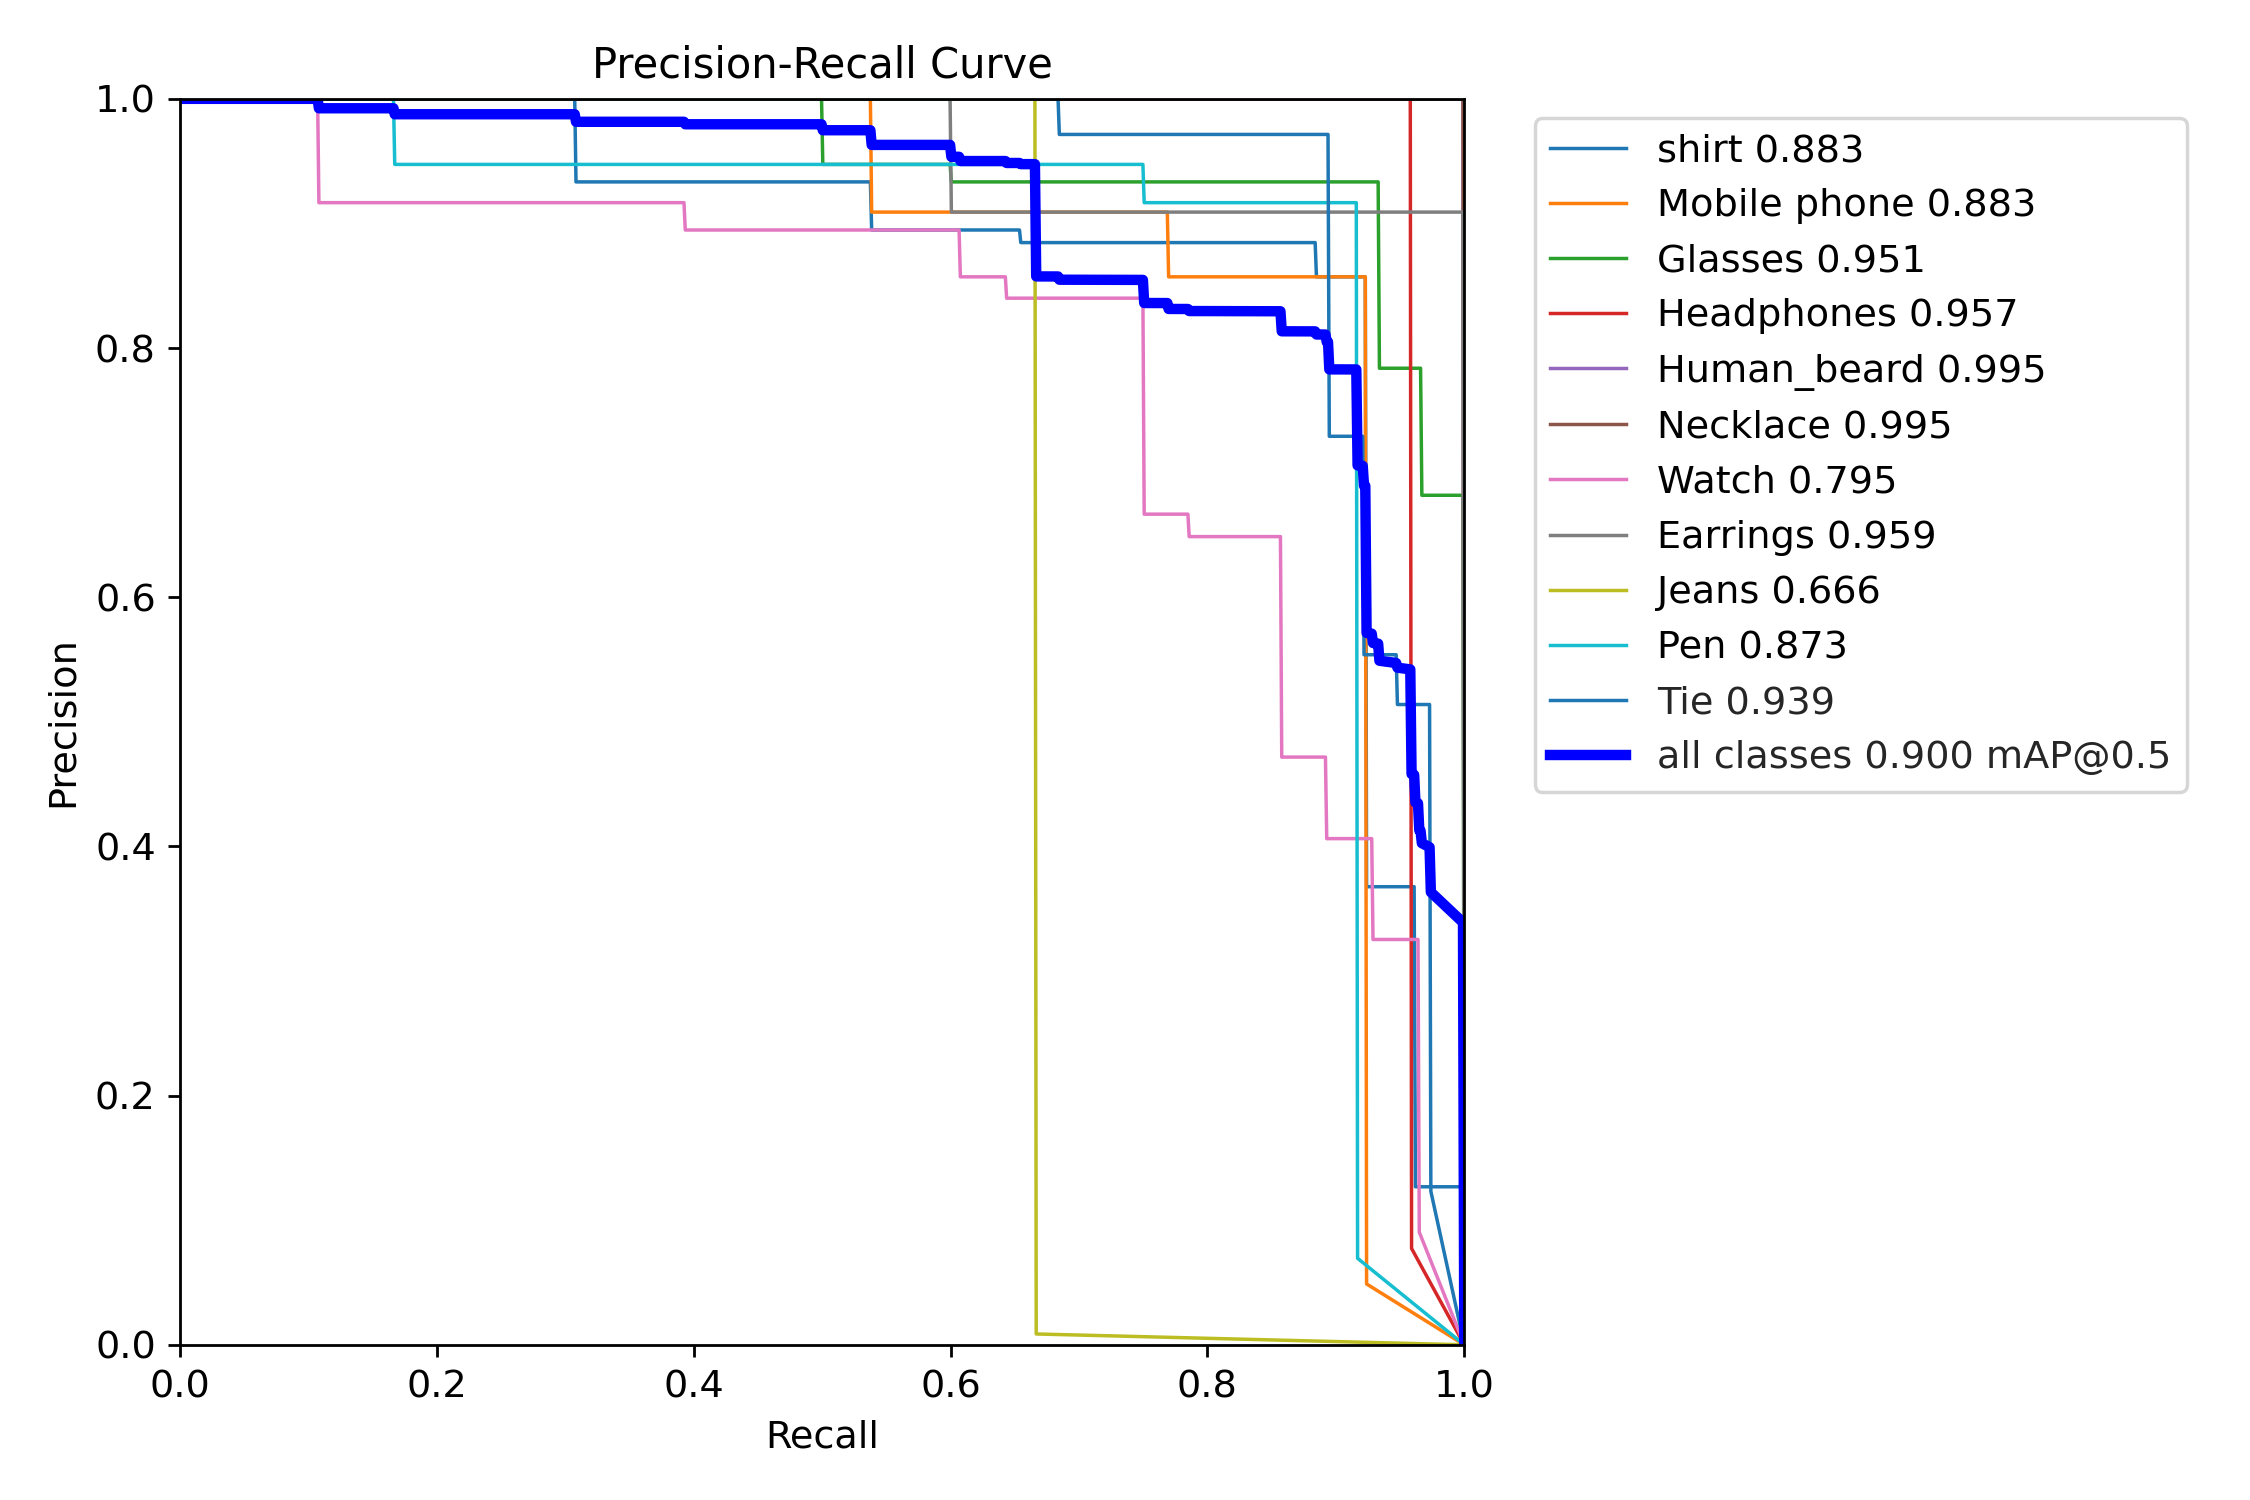 Precision-Recall Curve
1.0
0.8
0.6
0.4
0.2
0.0
Precision
0.0 0.2 0.4 0.6 0.8 1.0
Recall
shirt 0.883
Mobile phone 0.883
Glasses 0.951
Headphones 0.957
Human_beard 0.995
Necklace 0.995
Watch 0.795
Earrings 0.959
Jeans 0.666
Pen 0.873
Tie 0.939
all classes 0.900 mAP@0.5